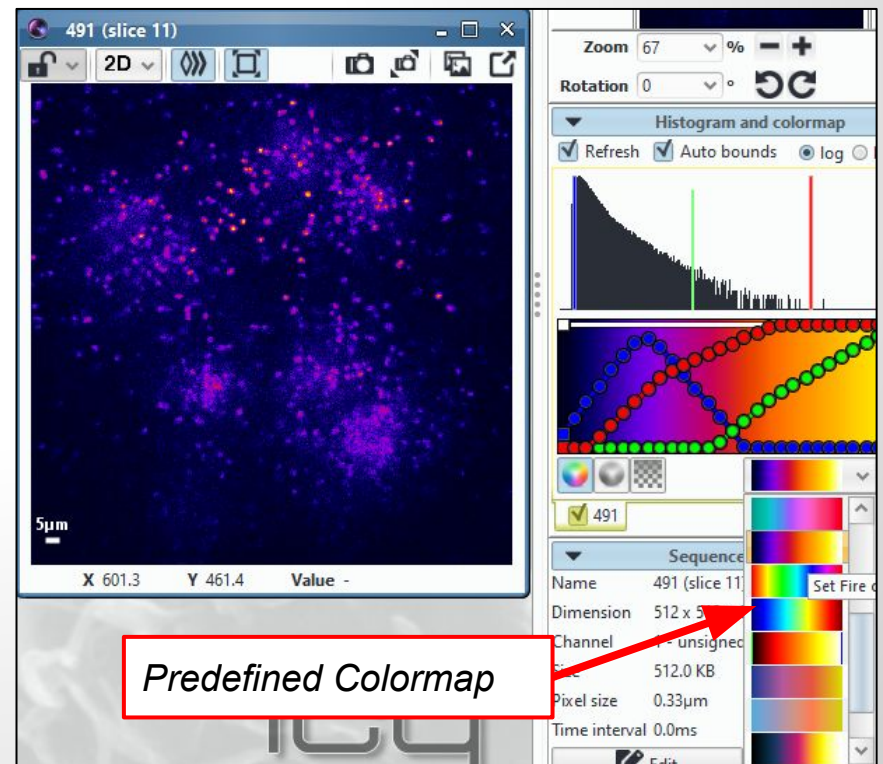 491 (slice 11)
2D
5µm
X 601.3 Y 461.4 Value -
Zoom 67 %
Rotation 0 °
Histogram and colormap
Refresh Auto bounds log
491
Sequence
Name 491 (slice 11)
Set Fire
Dimension 512 x
Channel - unsigned
512.0 KB
Pixel size 0.33µm
Time interval 0.0ms
Edit
Predefined Colormap
icy